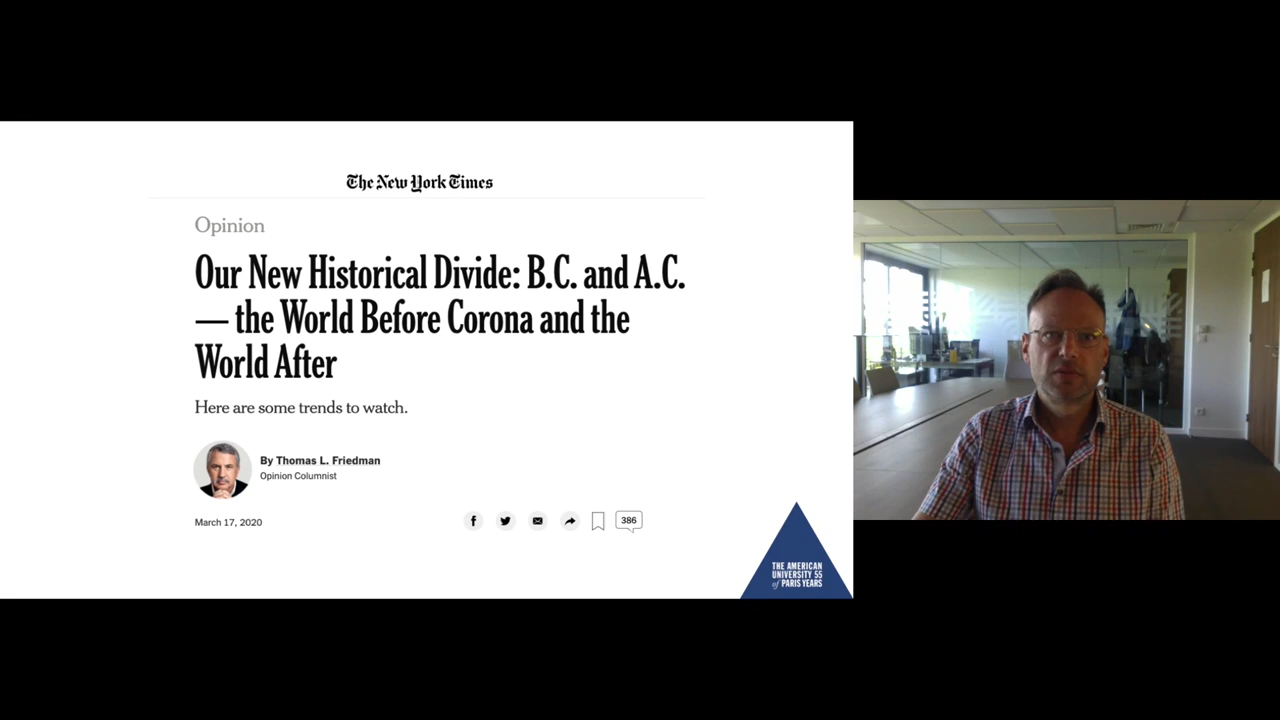 The New York Times
Opinion
Our New Historical Divide: B.C. and A.C.
— the World Before Corona and the
World After
Here are some trends to watch.
By Thomas L. Friedman
Opinion Columnist
March 17, 2020
386
THE AMERICAN
UNIVERSITY 55
of PARIS YEARS